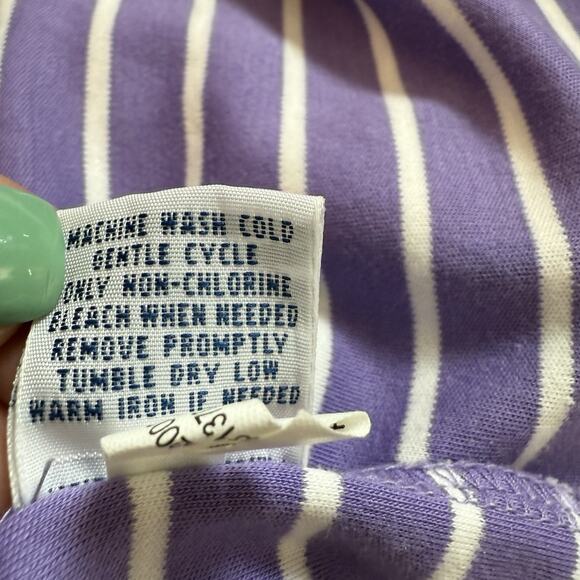 MACHINE WASH COLD
GENTLE CYCLE
ONLY NON-CHLORINE
BLEACH WHEN NEEDED
REMOVE PROMPTLY
TUMBLE DRY LOW
WARM IRON IF NEEDED